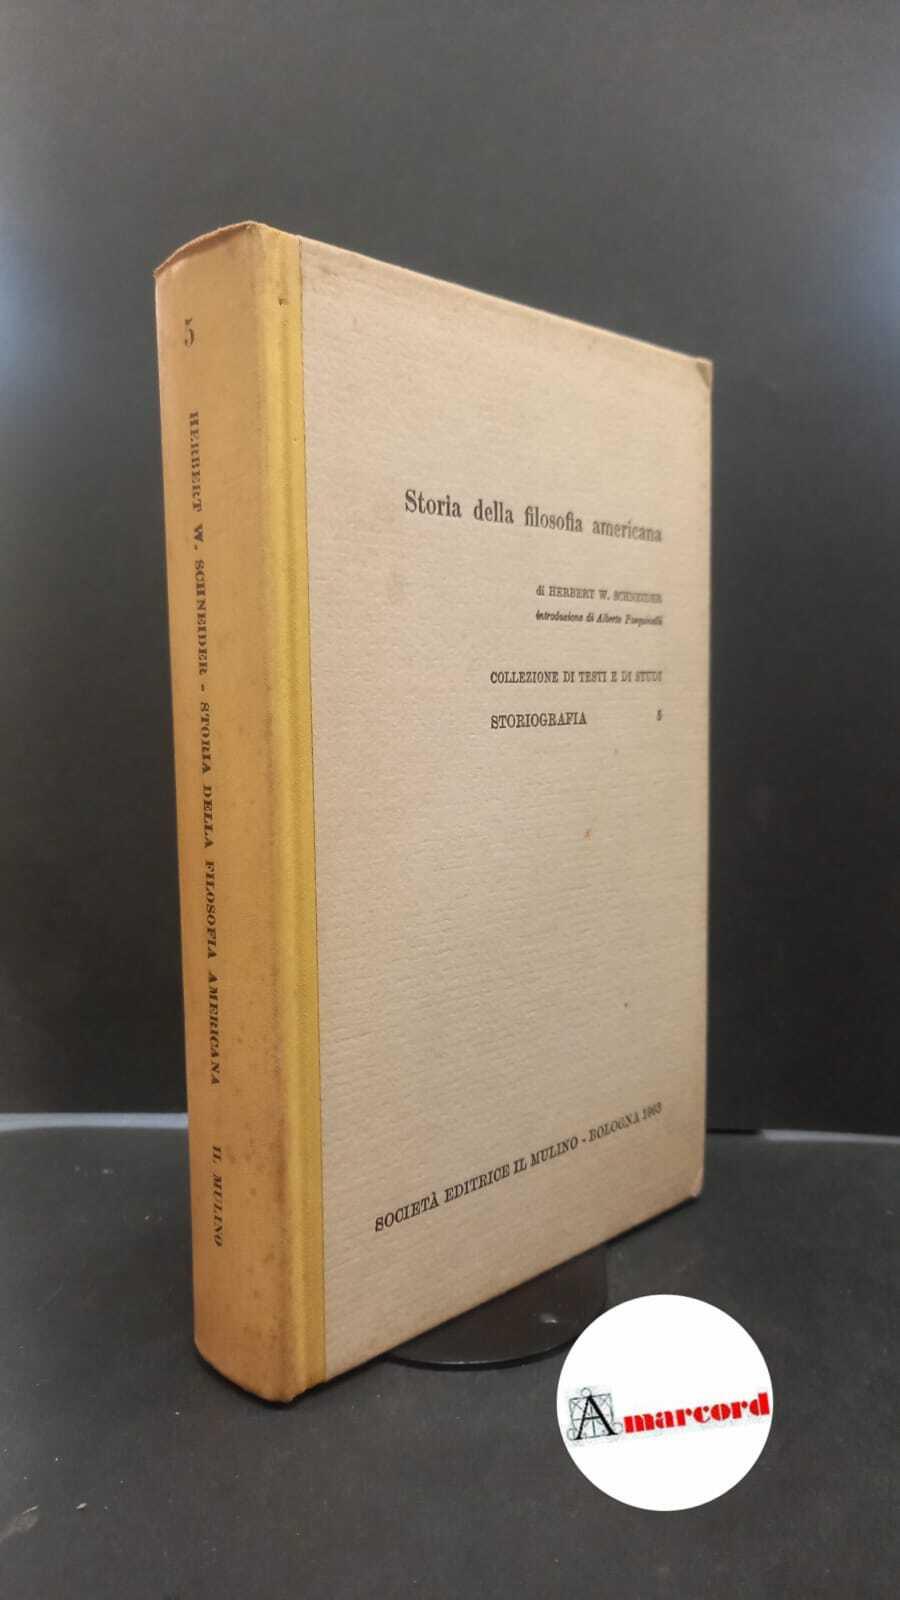 5
HERBERT W. SCHNEIDER - STORIA DELLA FILOSOFIA AMERICANA
IL MULINO
Storia della filosofia americana
di HERBERT W. SCHNEIDER
introduzione di Alberto Pasquinelli
COLLEZIONE DI TESTI E DI STUDI
STORIOGRAFIA 5
SOCIETÀ EDITRICE IL MULINO - BOLOGNA 1963
Amarcord